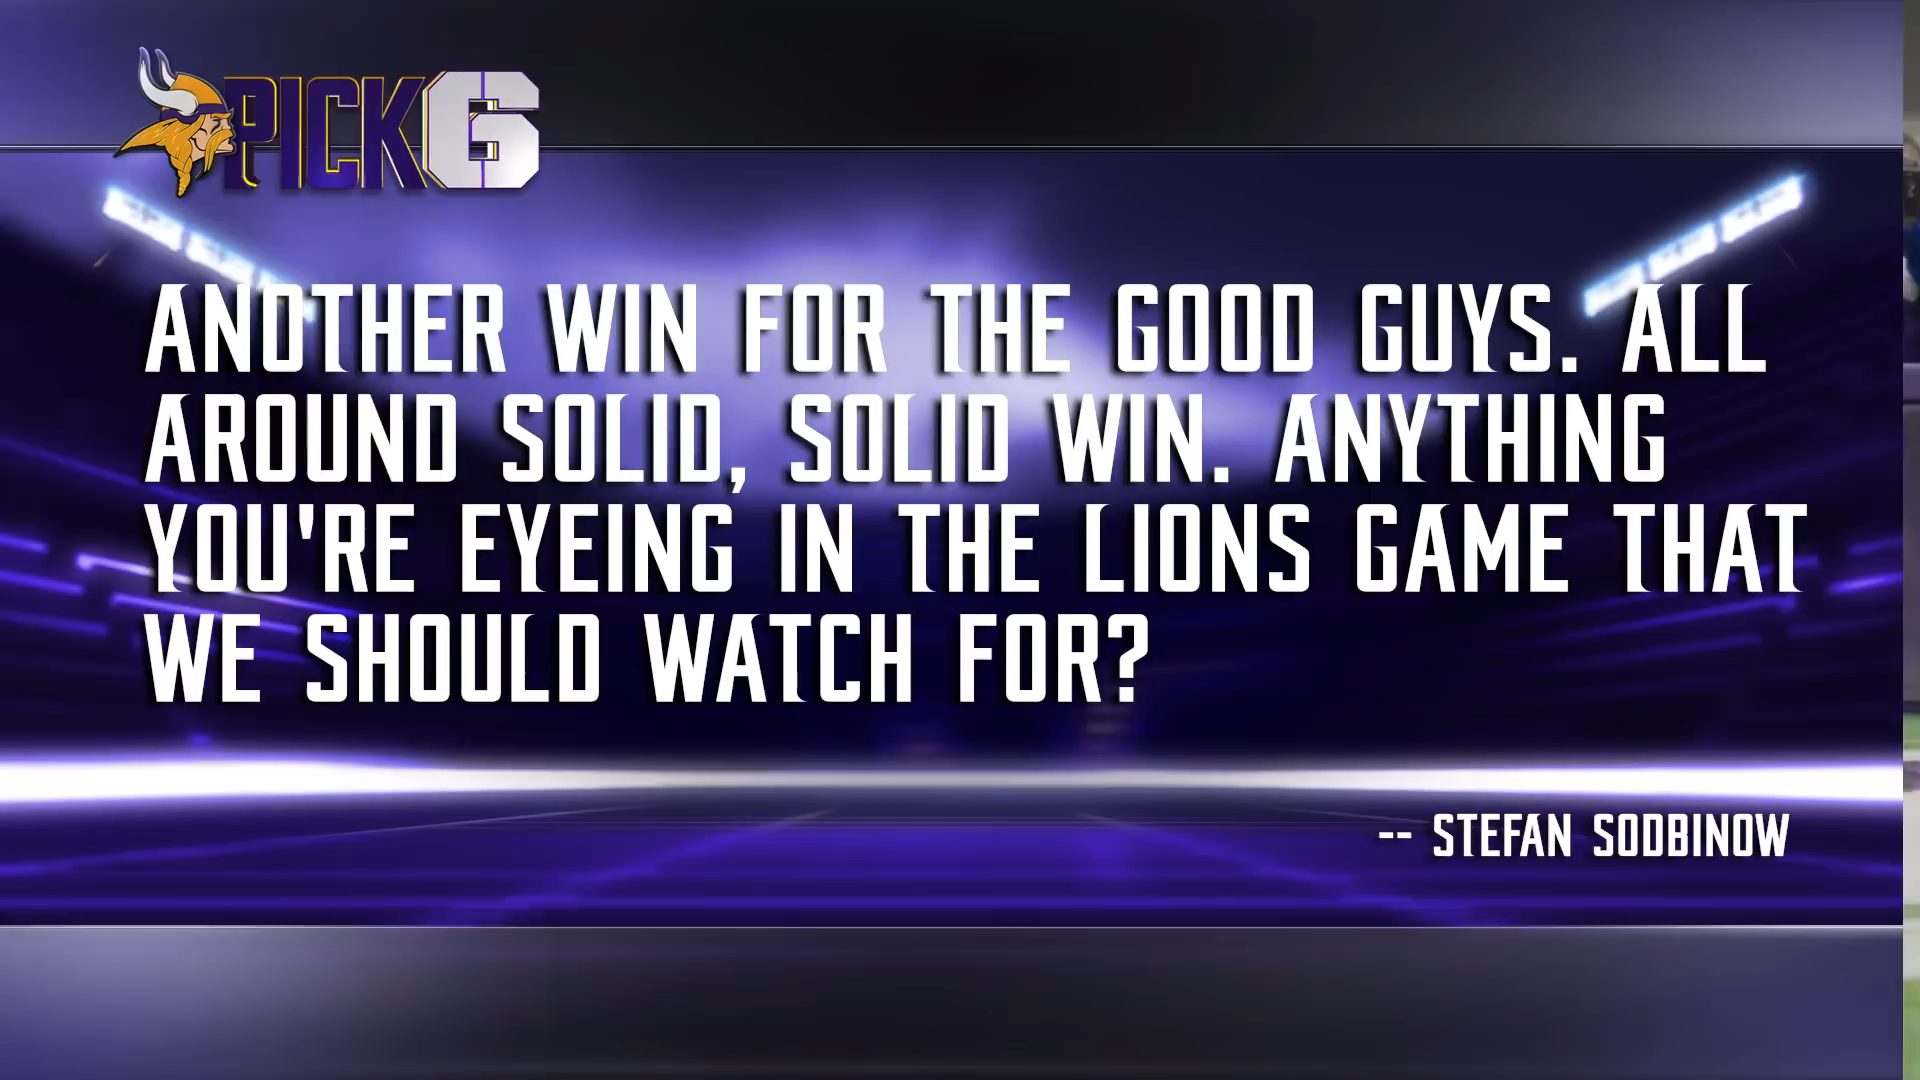 PICK6
ANOTHER WIN FOR THE GOOD GUYS. ALL
AROUND SOLID, SOLID WIN. ANYTHING
YOU'RE EYEING IN THE LIONS GAME THAT
WE SHOULD WATCH FOR?
-- STEFAN SODBINOW